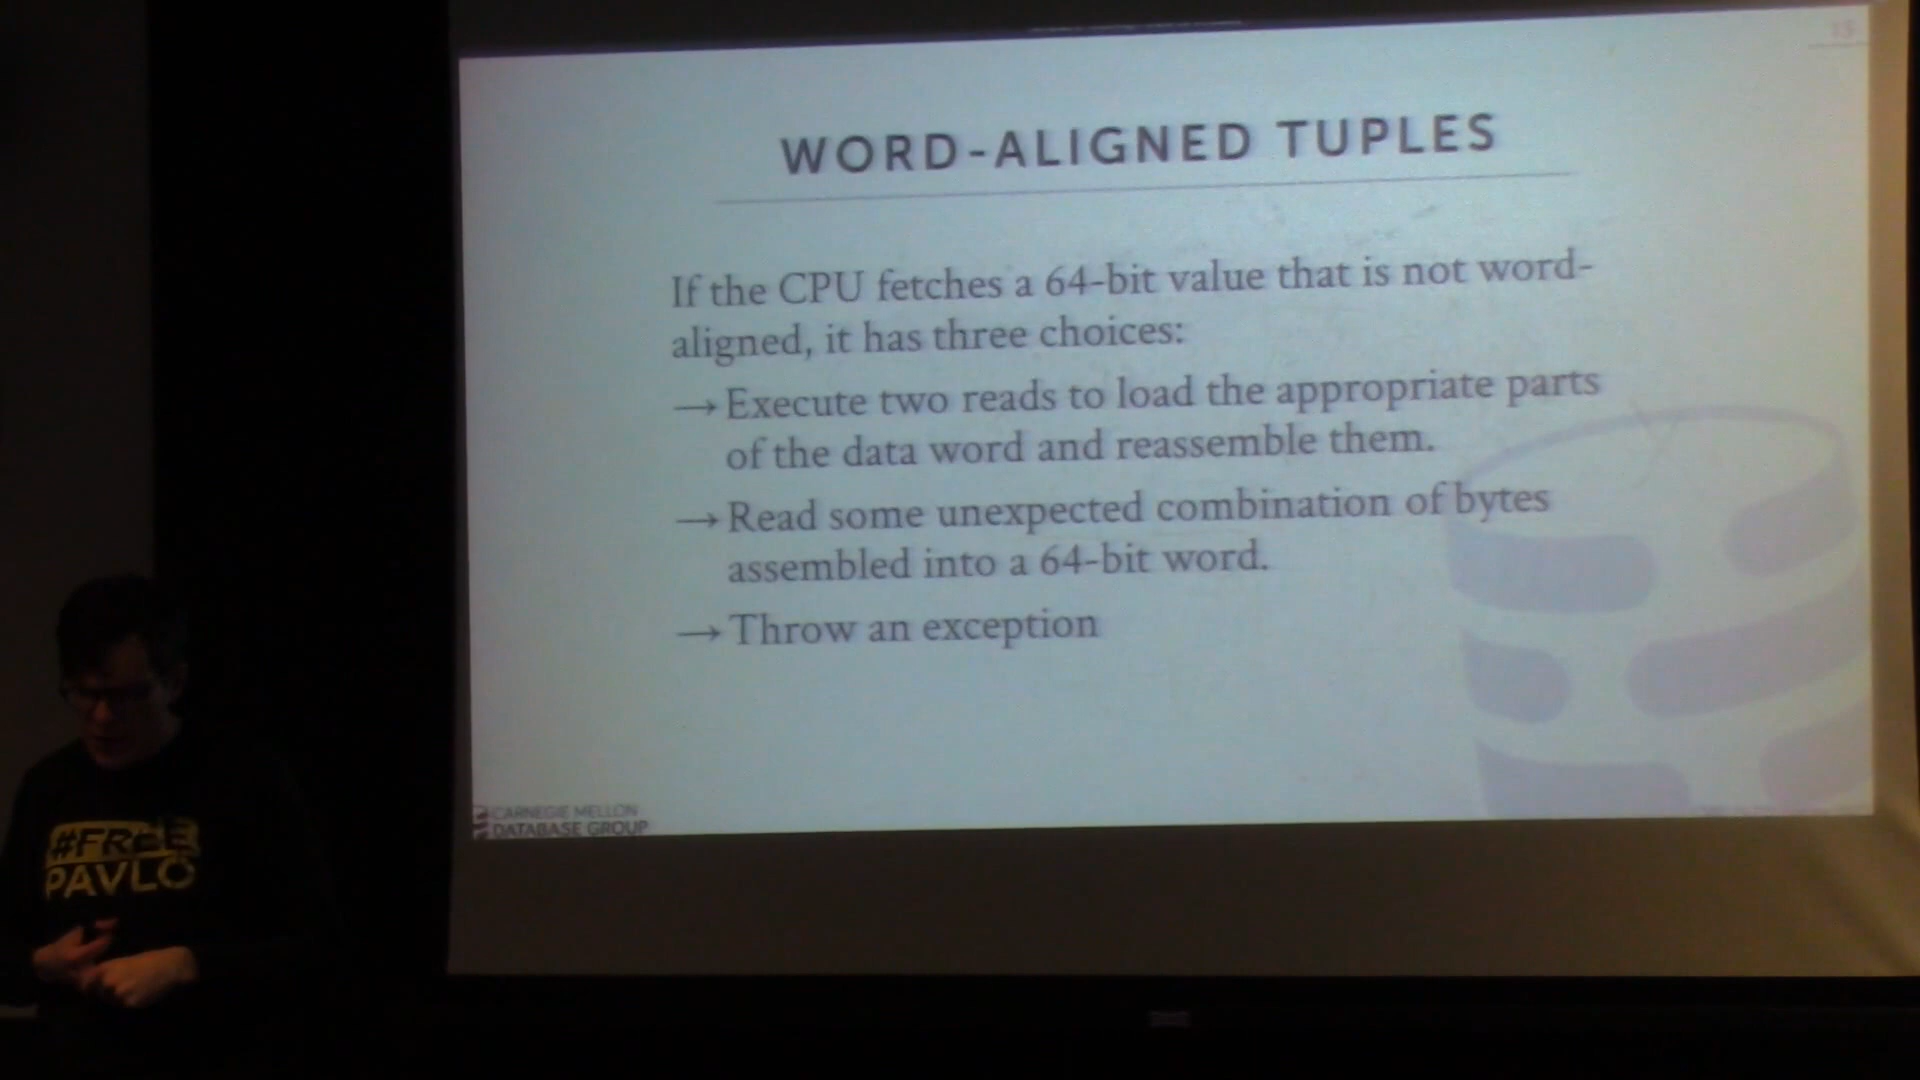 15
WORD-ALIGNED TUPLES
If the CPU fetches a 64-bit value that is not word-
aligned, it has three choices:
→ Execute two reads to load the appropriate parts
of the data word and reassemble them.
→ Read some unexpected combination of bytes
assembled into a 64-bit word.
→ Throw an exception
CARNEGIE MELLON
DATABASE GROUP
#FREE
PAVLO